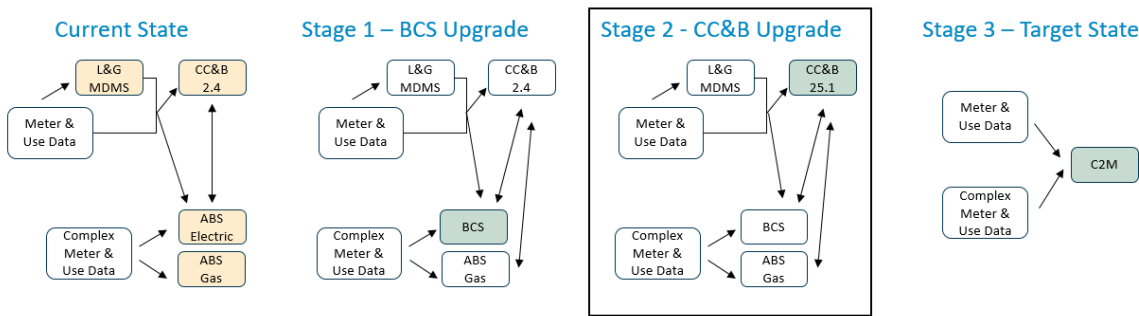 Current State
L&G
MDMS
CC&B
2.4
Meter &
Use Data
ABS
Electric
Complex
Meter &
Use Data
ABS
Gas
Stage 1 – BCS Upgrade
L&G
MDMS
CC&B
2.4
Meter &
Use Data
BCS
Complex
Meter &
Use Data
ABS
Gas
Stage 2 - CC&B Upgrade
L&G
MDMS
CC&B
25.1
Meter &
Use Data
BCS
Complex
Meter &
Use Data
ABS
Gas
Stage 3 – Target State
Meter &
Use Data
C2M
Complex
Meter &
Use Data